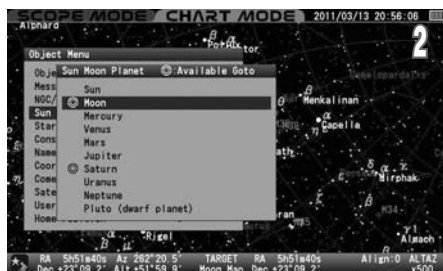 SCOPE MODE CHART MODE 2011/03/13 20:56:06
2
Alphard
Object Menu
Sun Moon Planet ◎:Available Goto
Sun
◎ Moon
Mercury
Venus
Mars
Jupiter
◎ Saturn
Uranus
Neptune
Pluto (dwarf planet)
Obje
Mess
NGC/
Sun
Star
Cons
Name
Coor
Come
Sate
User
Home
α
β Menkalinan
α Capella
η
δ α γ
Mirphak
ε
β
M34
γ1
Almach
β μ Rigel
RA 5h51m40s Az 262°20.5' TARGET RA 5h51m40s Align:0 ALTAZ
Dec +23°09.2' Alt +51°59.9' Moon Map Dec +23°09.2' x500